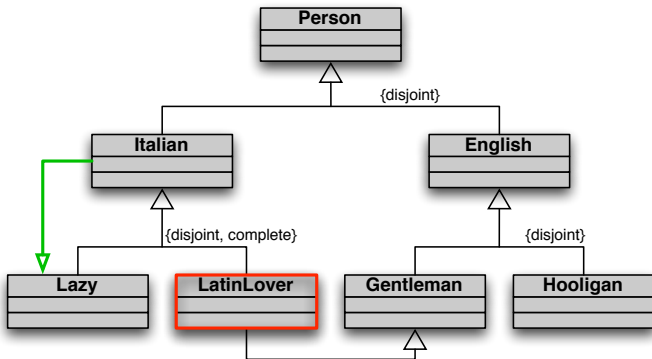 Person
{disjoint}
Italian
English
{disjoint, complete}
{disjoint}
Lazy
LatinLover
Gentleman
Hooligan